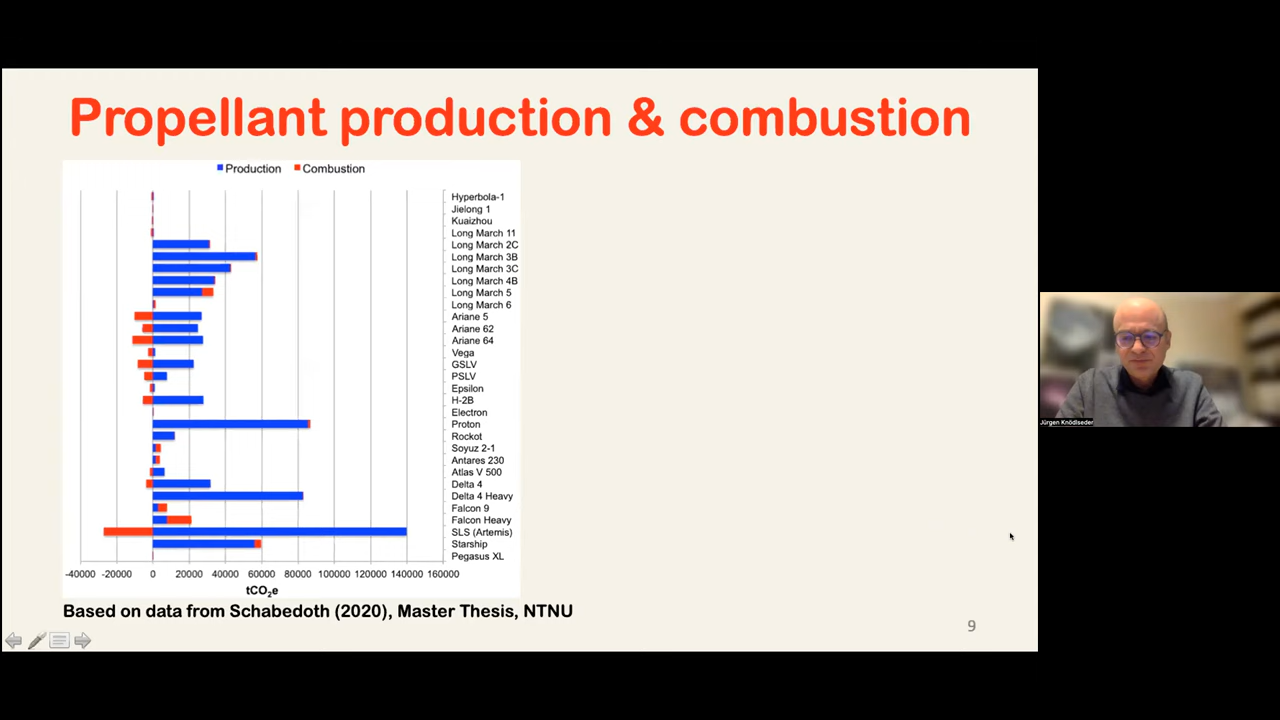 Propellant production & combustion
Production Combustion
Hyperbola-1
Jielong 1
Kuaizhou
Long March 11
Long March 2C
Long March 3B
Long March 3C
Long March 4B
Long March 5
Long March 6
Ariane 5
Ariane 62
Ariane 64
Vega
GSLV
PSLV
Epsilon
H-2B
Electron
Proton
Rockot
Soyuz 2-1
Antares 230
Atlas V 500
Delta 4
Delta 4 Heavy
Falcon 9
Falcon Heavy
SLS (Artemis)
Starship
Pegasus XL
-40000 -20000 0 20000 40000 60000 80000 100000 120000 140000 160000
tCO₂e
Based on data from Schabedoth (2020), Master Thesis, NTNU
9
Jürgen Knödlseder